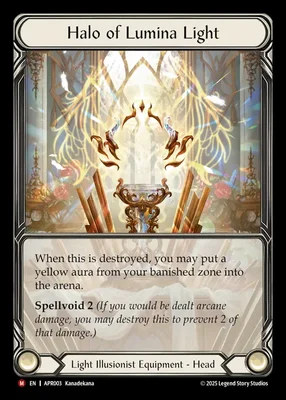 Halo of Lumina Light
When this is destroyed, you may put a
yellow aura from your banished zone into
the arena.
Spellvoid 2 (If you would be dealt arcane
damage, you may destroy this to prevent 2 of
that damage.)
Light Illusionist Equipment - Head
M EN | APR003 Kanadekana
© 2025 Legend Story Studios